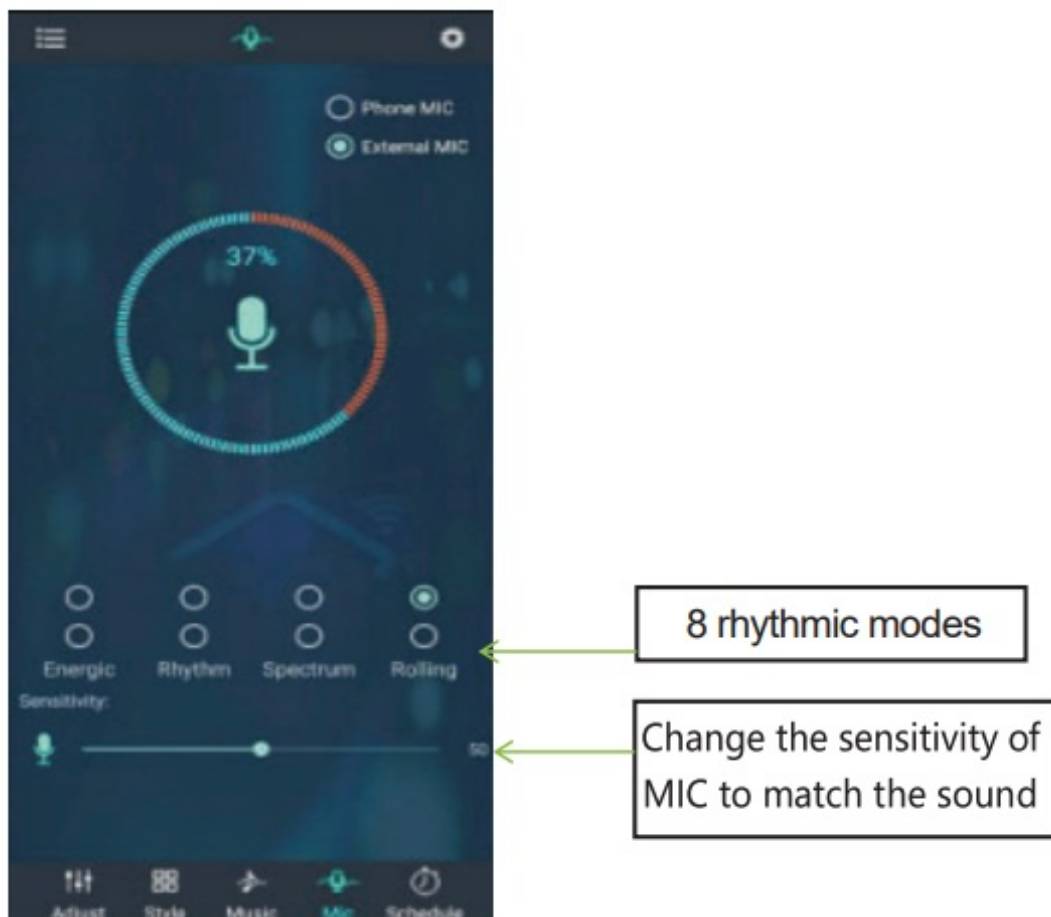 Phone MIC
External MIC
37%
8 rhythmic modes
Energic Rhythm Spectrum Rolling
Sensitivity:
50
Change the sensitivity of
MIC to match the sound
Adjust Style Music Mic Schedule